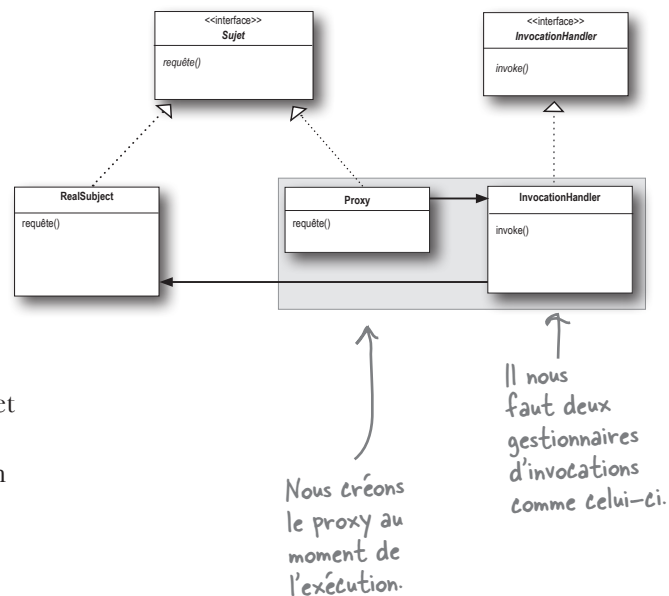 <<interface>>
Sujet
requête()
<<interface>>
InvocationHandler
invoke()
RealSubject
requête()
Proxy
requête()
InvocationHandler
invoke()
Il nous
faut deux
gestionnaires
d'invocations
comme celui-ci.
Nous créons
le proxy au
moment de
l'exécution.